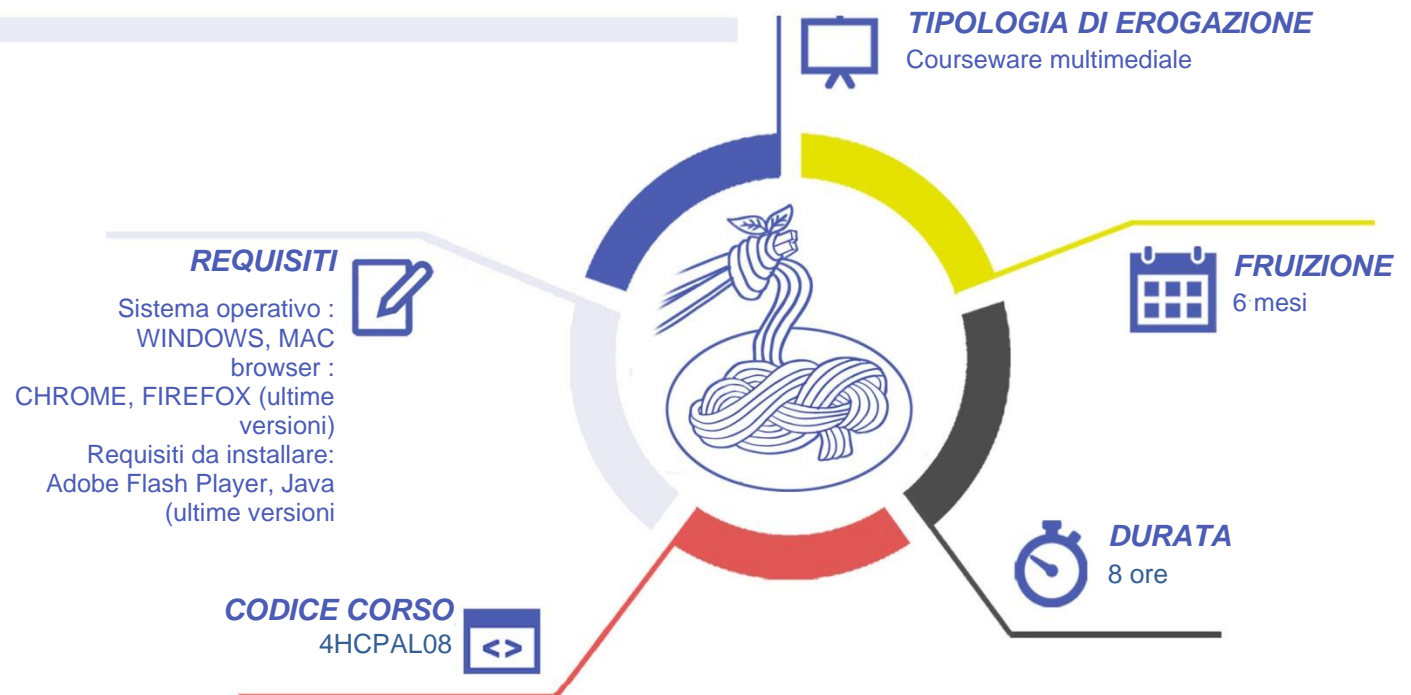 TIPOLOGIA DI EROGAZIONE
Courseware multimediale
REQUISITI
Sistema operativo :
WINDOWS, MAC
browser :
CHROME, FIREFOX (ultime
versioni)
Requisiti da installare:
Adobe Flash Player, Java
(ultime versioni
FRUIZIONE
6 mesi
DURATA
8 ore
CODICE CORSO
4HCPAL08
<>